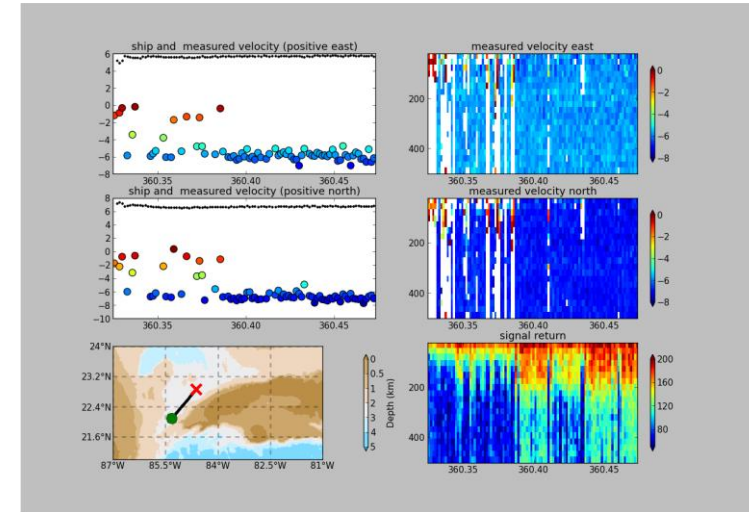 ship and  measured velocity (positive east)
6
4
2
0
−2
−4
−6
−8
360.35 360.40 360.45
measured velocity east
200
400
360.35 360.40 360.45
0
−2
−4
−6
−8
ship and  measured velocity (positive north)
8
6
4
2
0
−2
−4
−6
−8
−10
360.35 360.40 360.45
measured velocity north
200
400
360.35 360.40 360.45
0
−2
−4
−6
−8
24°N
23.2°N
22.4°N
21.6°N
87°W 85.5°W 84°W 82.5°W 81°W
0
0.5
1
2
3
4
5
Depth (km)
signal return
200
400
360.35 360.40 360.45
200
160
120
80